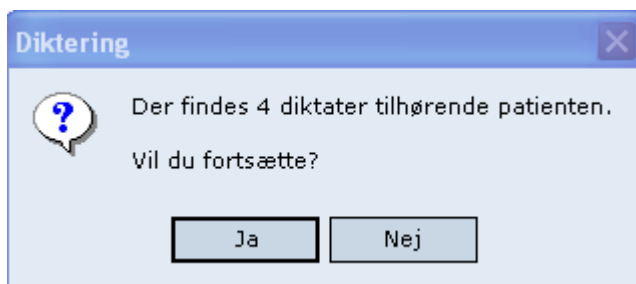 Diktering
Der findes 4 diktater tilhørende patienten.
Vil du fortsætte?
Ja
Nej